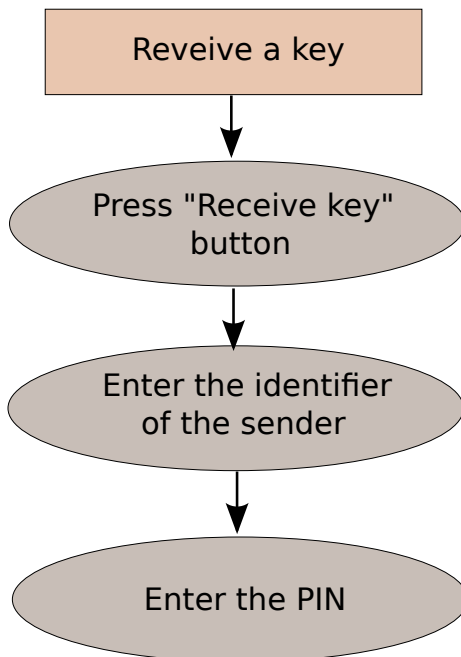 Reveive a key
Press "Receive key"
button
Enter the identifier
of the sender
Enter the PIN